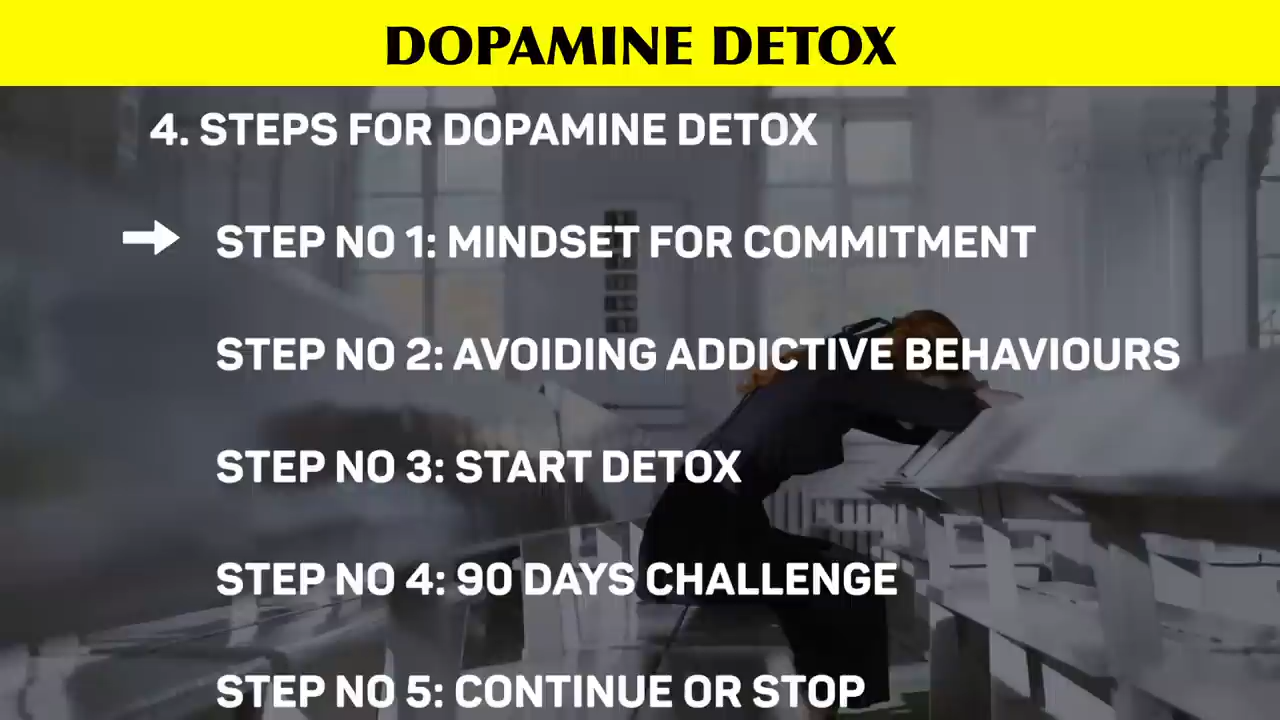 DOPAMINE DETOX
4. STEPS FOR DOPAMINE DETOX
STEP NO 1: MINDSET FOR COMMITMENT
STEP NO 2: AVOIDING ADDICTIVE BEHAVIOURS
STEP NO 3: START DETOX
STEP NO 4: 90 DAYS CHALLENGE
STEP NO 5: CONTINUE OR STOP